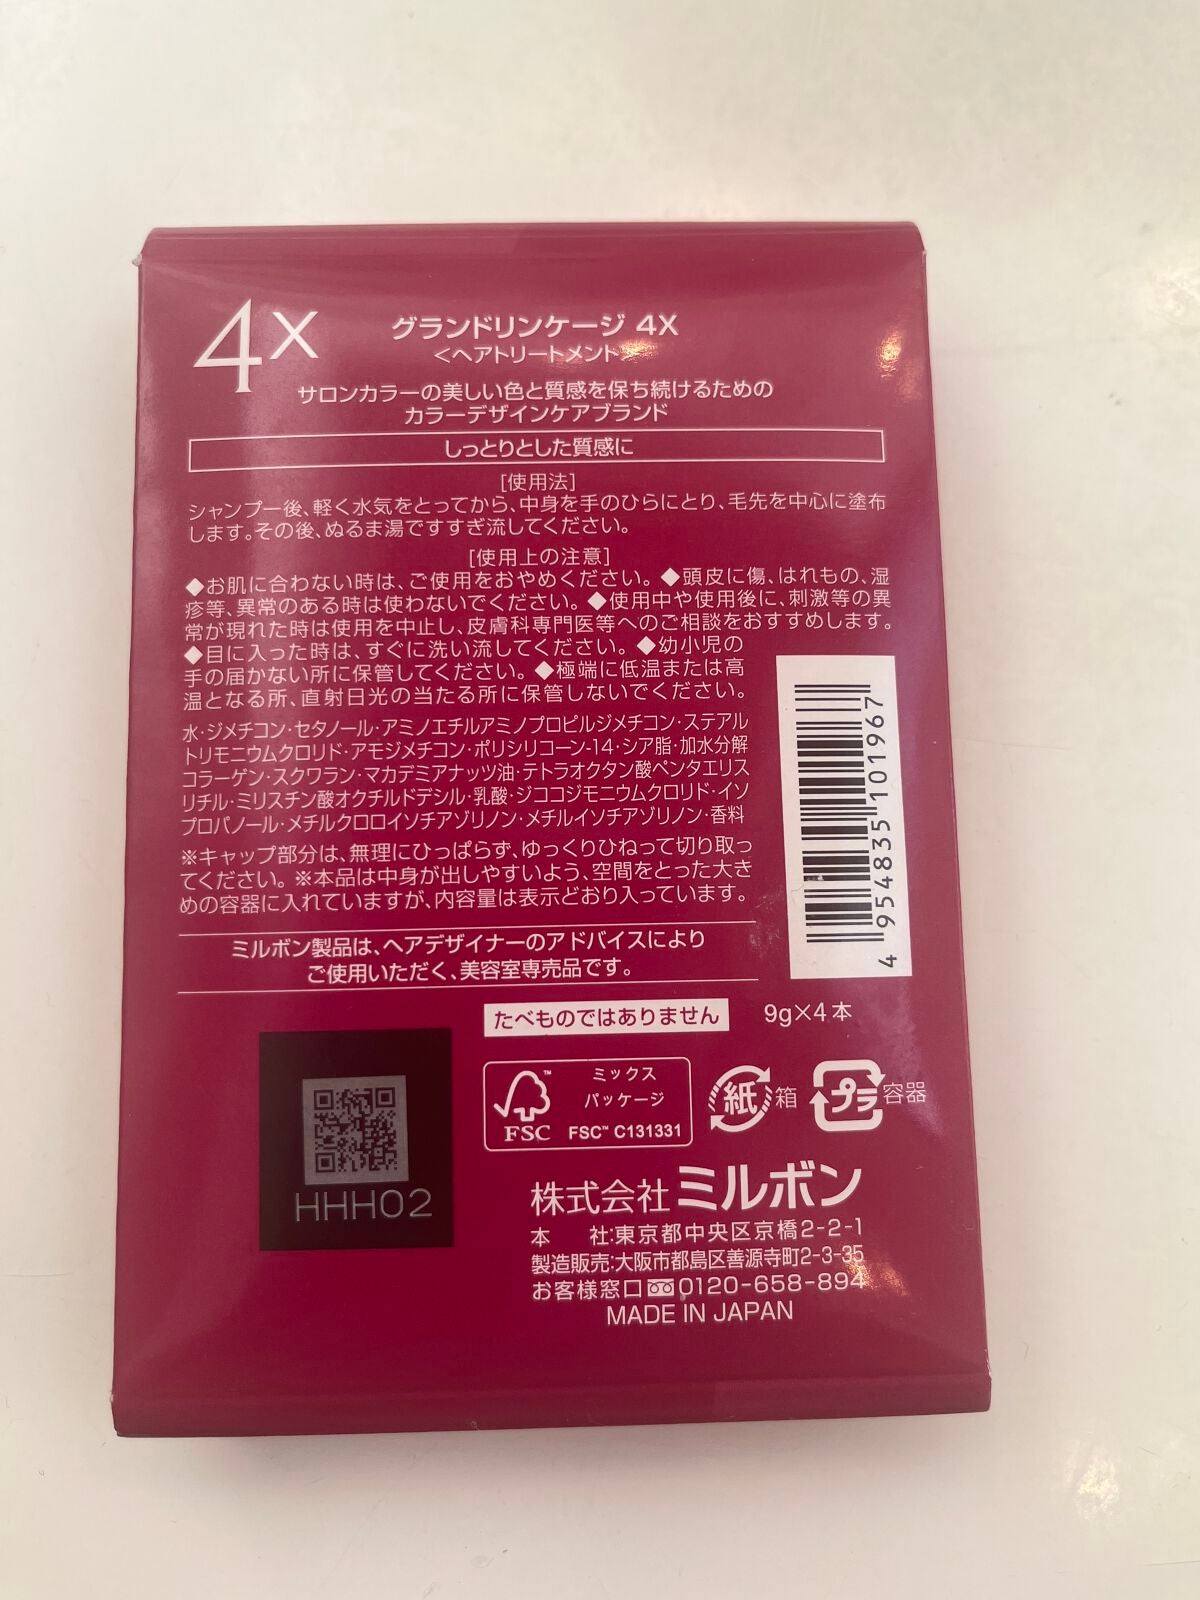 4X
グランドリンケージ 4X
<ヘアトリートメント>
サロンカラーの美しい色と質感を保ち続けるための
カラーデザインケアブランド
しっとりとした質感に
[使用法]
シャンプー後、軽く水気をとってから、中身を手のひらにとり、毛先を中心に塗布
します。その後、ぬるま湯ですすぎ流してください。
[使用上の注意]
◆お肌に合わない時は、ご使用をおやめください。◆頭皮に傷、はれもの、湿
疹等、異常のある時は使わないでください。◆使用中や使用後に、刺激等の異
常が現れた時は使用を中止し、皮膚科専門医等へのご相談をおすすめします。
◆目に入った時は、すぐに洗い流してください。◆幼小児の
手の届かない所に保管してください。◆極端に低温または高
温となる所、直射日光の当たる所に保管しないでください。
水・ジメチコン・セタノール・アミノエチルアミノプロピルジメチコン・ステアル
トリモニウムクロリド・アモジメチコン・ポリシリコーン-14・シア脂・加水分解
コラーゲン・スクワラン・マカデミアナッツ油・テトラオクタン酸ペンタエリス
リチル・ミリスチン酸オクチルドデシル・乳酸・ジココジモニウムクロリド・イソ
プロパノール・メチルクロロイソチアゾリノン・メチルイソチアゾリノン・香料
※キャップ部分は、無理にひっぱらず、ゆっくりひねって切り取っ
てください。※本品は中身が出しやすいよう、空間をとった大き
めの容器に入れていますが、内容量は表示どおり入っています。
4 954835 101967
ミルボン製品は、ヘアデザイナーのアドバイスにより
ご使用いただく、美容室専売品です。
たべものではありません
9g×4本
HHH02
FSC™
ミックス
パッケージ
FSC™ C131331
紙 箱
プラ 容器
株式会社 ミルボン
本 社:東京都中央区京橋2-2-1
製造販売:大阪市都島区善源寺町2-3-35
お客様窓口 0120-658-894
MADE IN JAPAN